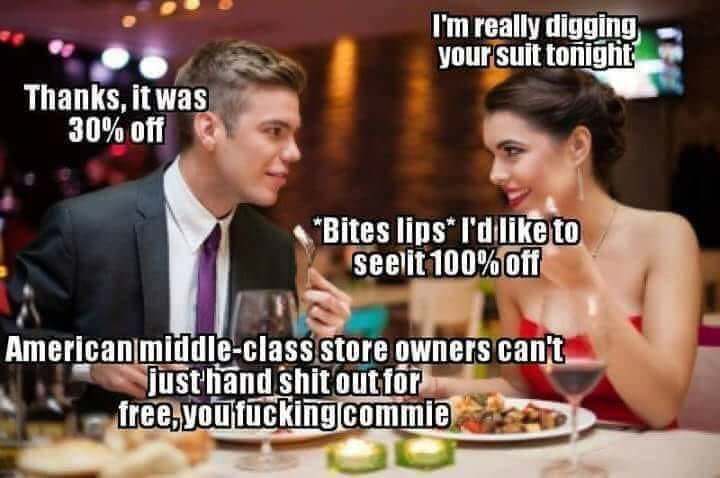 I'm really digging
your suit tonight
Thanks, it was
30% off
*Bites lips* I'd like to
see it 100% off
American middle-class store owners can't
just hand shit out for
free, you fucking commie